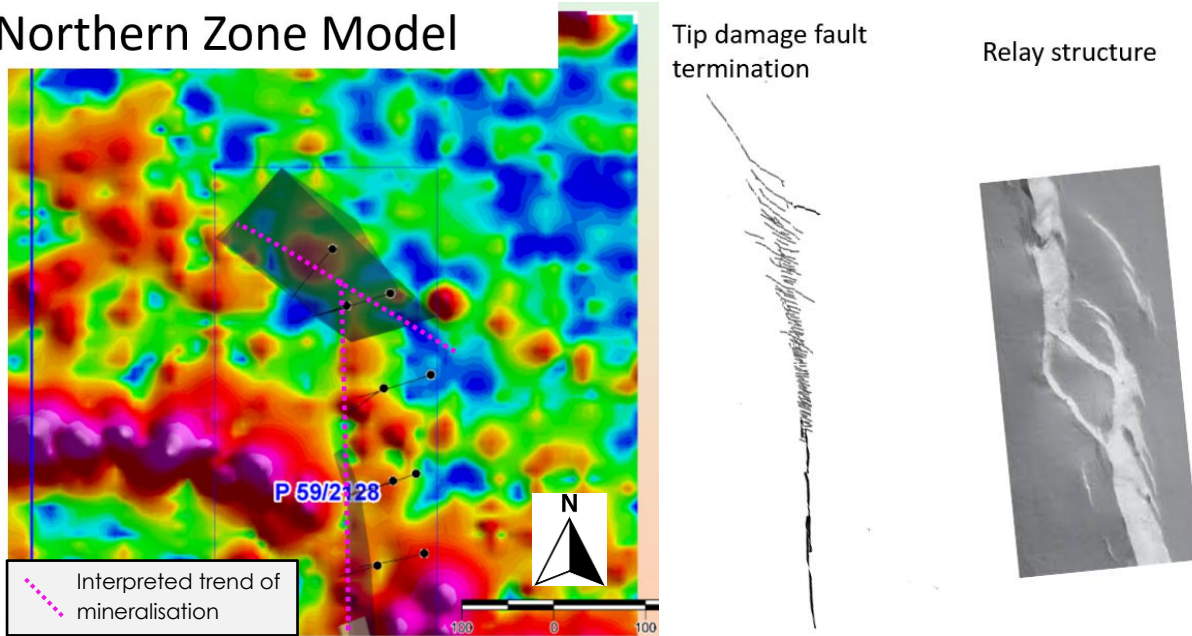 Northern Zone Model
Tip damage fault
termination
Relay structure
P 59/2128
N
Interpreted trend of
mineralisation
100
0
100